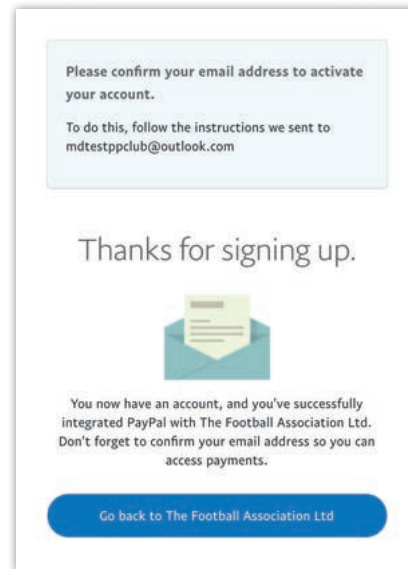 Please confirm your email address to activate
your account.
To do this, follow the instructions we sent to
mdtestppclub@outlook.com
Thanks for signing up.
You now have an account, and you've successfully
integrated PayPal with The Football Association Ltd.
Don't forget to confirm your email address so you can
access payments.
Go back to The Football Association Ltd